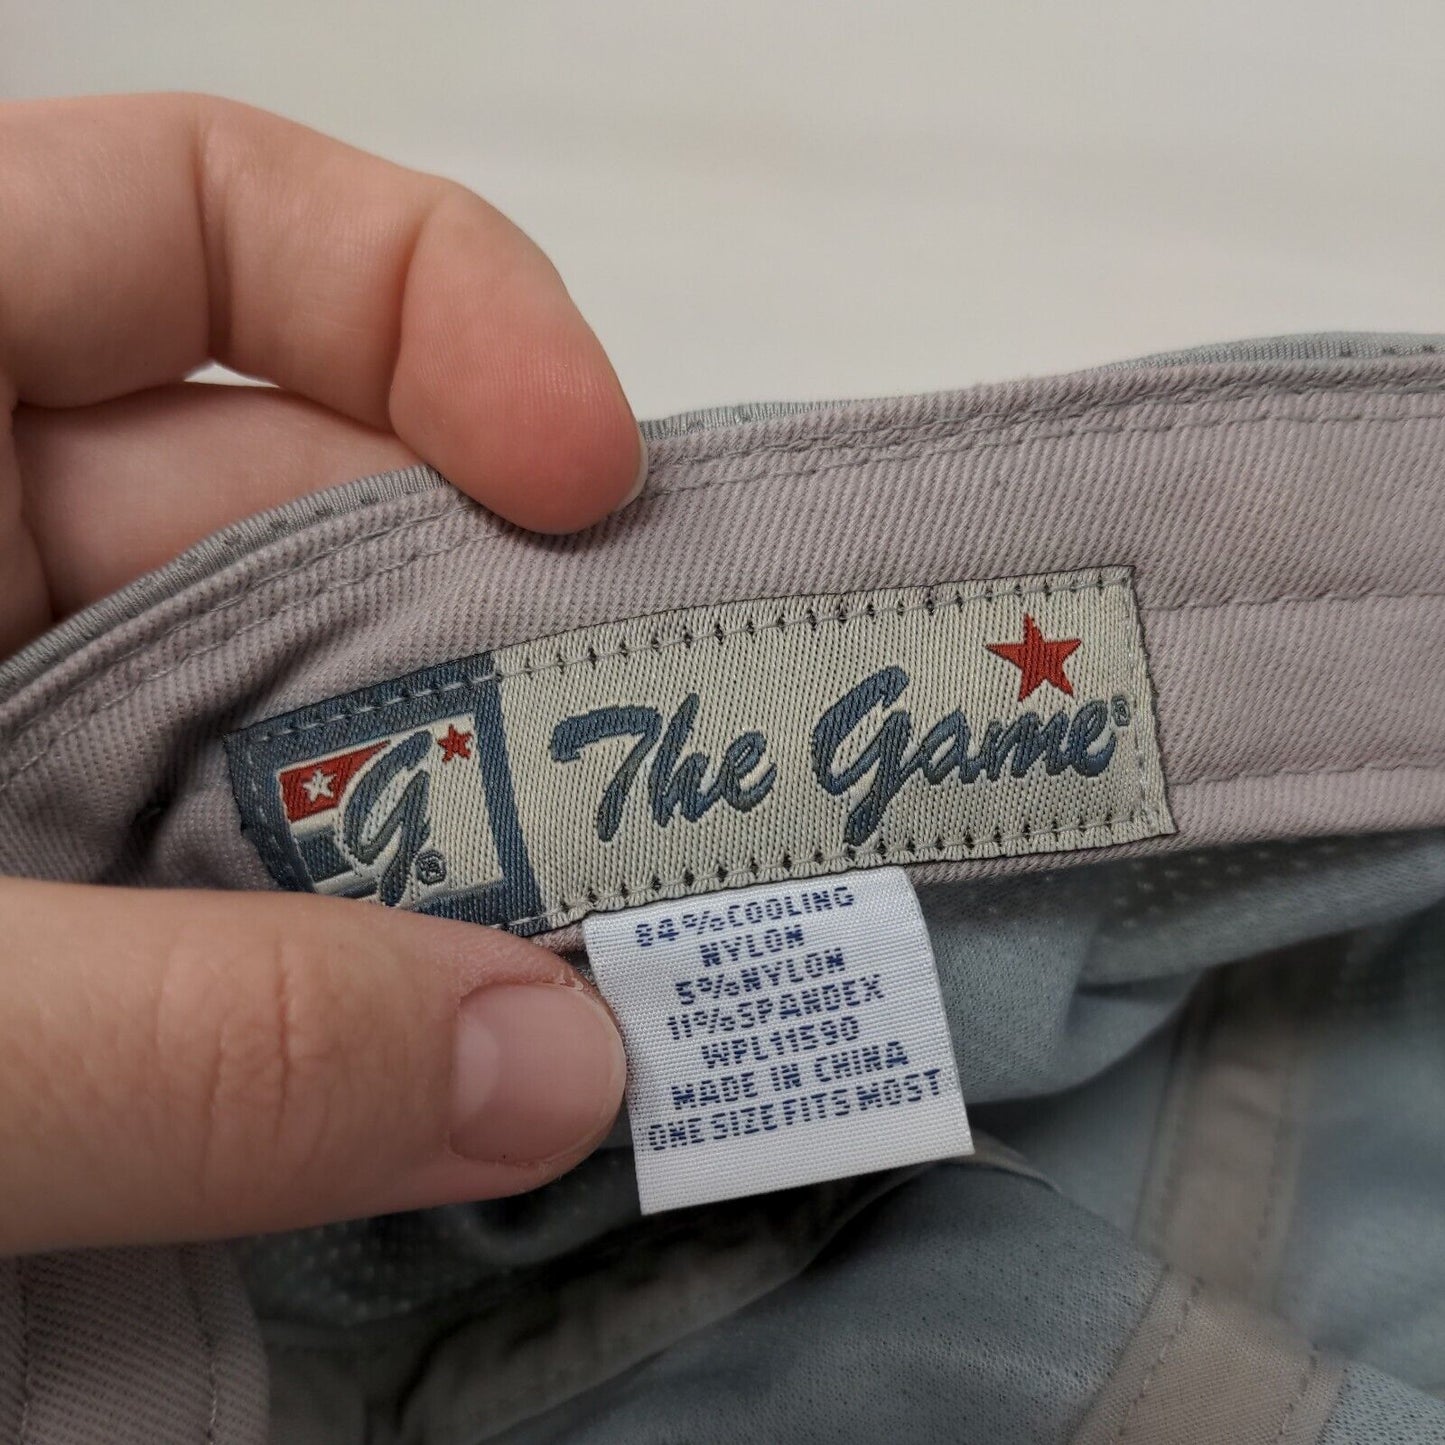 G®
The Game®
84%COOLING
NYLON
5%NYLON
11%SPANDEX
WPL11590
MADE IN CHINA
ONE SIZE FITS MOST